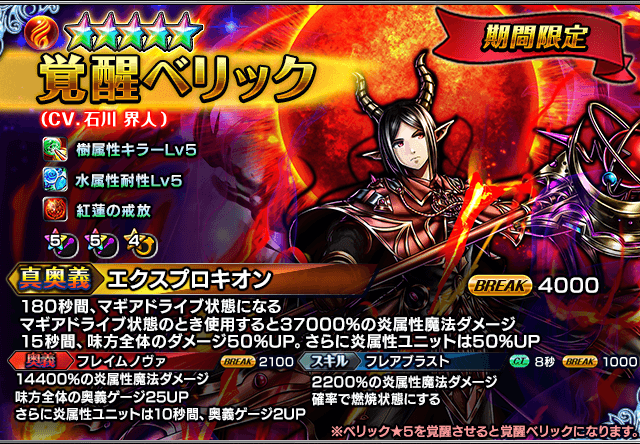 期間限定
覚醒ベリック
(CV.石川 界人)
樹属性キラーLv5
水属性耐性Lv5
紅蓮の戒放
5 5 4
真奥義 エクスプロキオン BREAK 4000
180秒間、マギアドライブ状態になる
マギアドライブ状態のとき使用すると37000%の炎属性魔法ダメージ
15秒間、味方全体のダメージ50%UP。さらに炎属性ユニットは50%UP
奥義 フレイムノヴァ BREAK 2100
14400%の炎属性魔法ダメージ
味方全体の奥義ゲージ25UP
さらに炎属性ユニットは10秒間、奥義ゲージ2UP
スキル フレアブラスト CT 8秒 BREAK 1000
2200%の炎属性魔法ダメージ
確率で燃焼状態にする
※ベリック★5を覚醒させると覚醒ベリックになります。